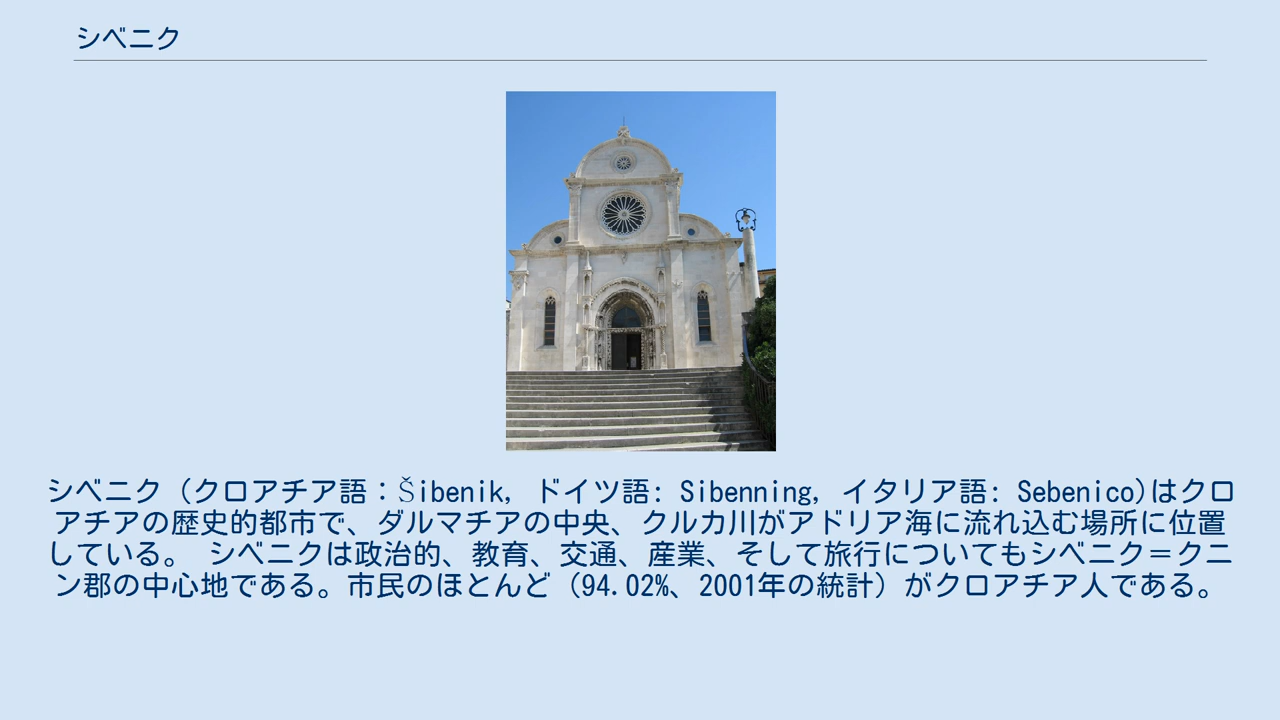 シベニク
シベニク（クロアチア語：Šibenik, ドイツ語: Sibenning, イタリア語: Sebenico)はクロ
アチアの歴史的都市で、ダルマチアの中央、クルカ川がアドリア海に流れ込む場所に位置
している。 シベニクは政治的、教育、交通、産業、そして旅行についてもシベニク＝クニ
ン郡の中心地である。市民のほとんど（94.02%、2001年の統計）がクロアチア人である。